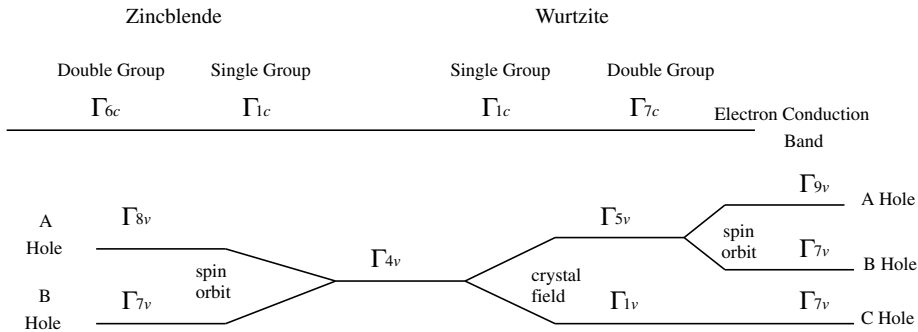 Zincblende
Wurtzite
Double Group
Single Group
Single Group
Double Group
Γ6c
Γ1c
Γ1c
Γ7c
Electron Conduction
Band
Γ9v
A Hole
A
Hole
Γ8v
Γ5v
spin
orbit
Γ4v
spin
orbit
Γ7v
B Hole
crystal
field
B
Hole
Γ7v
Γ1v
Γ7v
C Hole